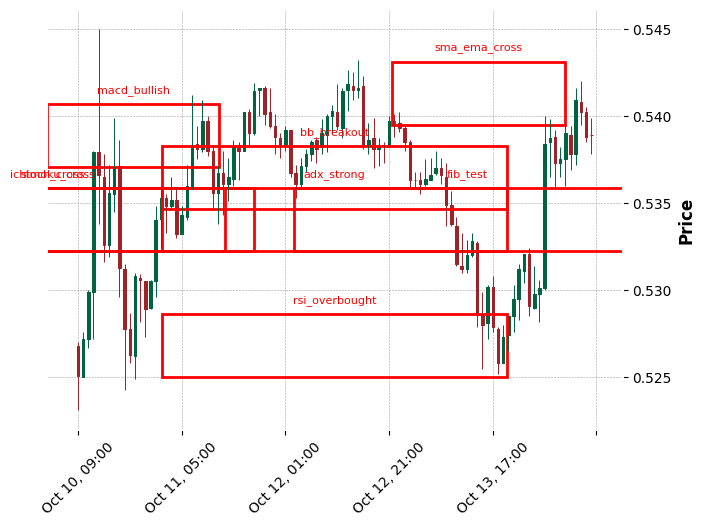 sma_ema_cross
0.545
macd_bullish
0.540
bb_breakout
adx_strong
fib_test
0.535
Price
0.530
rsi_overbought
0.525
Oct 10, 09:00
Oct 11, 05:00
Oct 12, 01:00
Oct 12, 21:00
Oct 13, 17:00